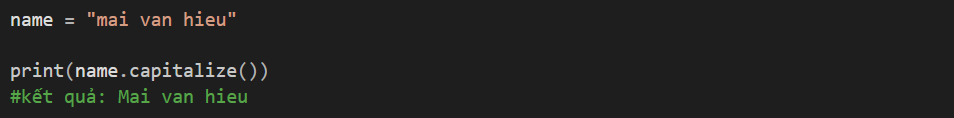 name = "mai van hieu"
print(name.capitalize())
#kết quả: Mai van hieu